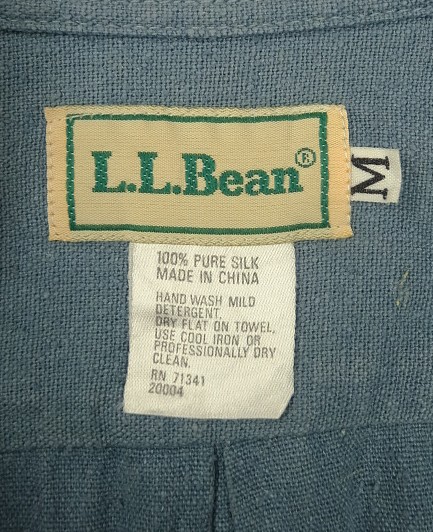 L.L.Bean®
M
100% PURE SILK
MADE IN CHINA
HAND WASH MILD
DETERGENT.
DRY FLAT ON TOWEL,
USE COOL IRON OR
PROFESSIONALLY DRY
CLEAN.
RN 71341
20004